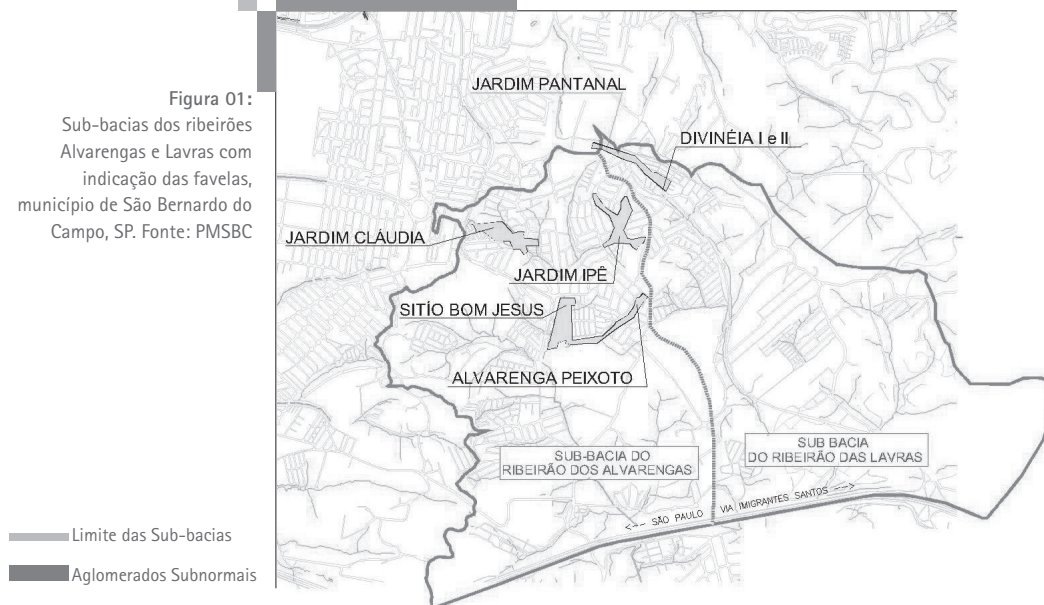 Figura 01:
Sub-bacias dos ribeirões
Alvarengas e Lavras com
indicação das favelas,
município de São Bernardo do
Campo, SP. Fonte: PMSBC
JARDIM PANTANAL
DIVINÉIA I e II
JARDIM CLÁUDIA
JARDIM IPÊ
SITÍO BOM JESUS
ALVARENGA PEIXOTO
SUB-BACIA DO
RIBEIRÃO DOS ALVARENGAS
SUB BACIA
DO RIBEIRÃO DAS LAVRAS
<--- SÃO PAULO VIA IMIGRANTES SANTOS --->
Limite das Sub-bacias
Aglomerados Subnormais